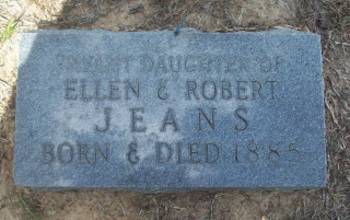 INFANT DAUGHTER OF
ELLEN & ROBERT
JEANS
BORN & DIED 1885